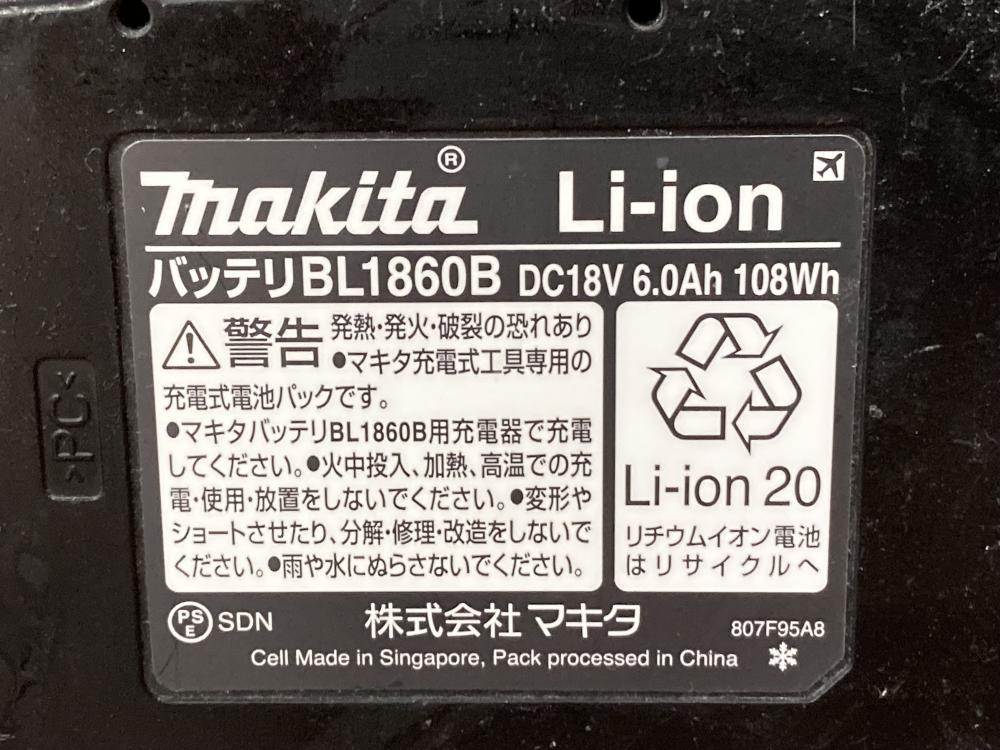 makita® Li-ion
バッテリBL1860B DC18V 6.0Ah 108Wh
警告 発熱・発火・破裂の恐れあり
●マキタ充電式工具専用の
充電式電池パックです。
●マキタバッテリBL1860B用充電器で充電
してください。●火中投入、加熱、高温での充
電・使用・放置をしないでください。●変形や
ショートさせたり、分解・修理・改造をしないで
ください。●雨や水にぬらさないでください。
Li-ion 20
リチウムイオン電池
はリサイクルへ
PSE SDN 株式会社マキタ 807F95A8
Cell Made in Singapore, Pack processed in China
>PC<